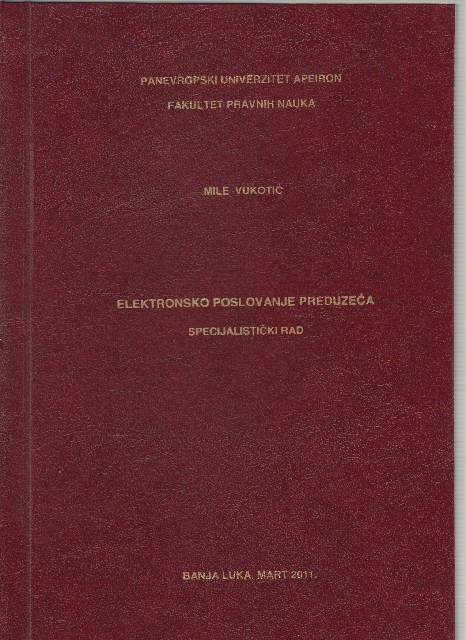 PANEVROPSKI UNIVERZITET APEIRON
FAKULTET PRAVNIH NAUKA
MILE VUKOTIĆ
ELEKTRONSKO POSLOVANJE PREDUZEĆA
SPECIJALISTIČKI RAD
BANJA LUKA, MART 2011.